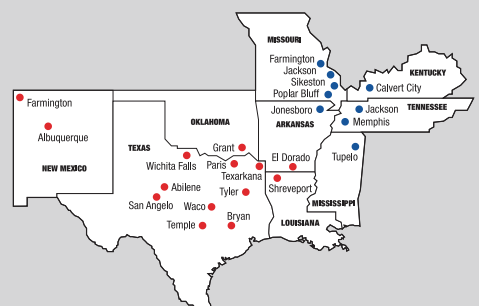 MISSOURI
Farmington
Jackson
Sikeston
Poplar Bluff
KENTUCKY
Calvert City
Farmington
Jonesboro
Jackson
TENNESSEE
Memphis
OKLAHOMA
ARKANSAS
Albuquerque
TEXAS
Grant
Tupelo
NEW MEXICO
Wichita Falls
Paris
El Dorado
Texarkana
Abilene
Tyler
Shreveport
San Angelo
Waco
MISSISSIPPI
Temple
Bryan
LOUISIANA